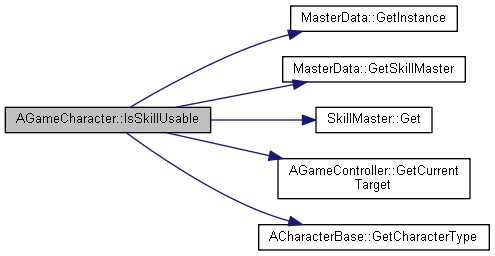 MasterData::GetInstance
MasterData::GetSkillMaster
AGameCharacter::IsSkillUsable
SkillMaster::Get
AGameController::GetCurrent
Target
ACharacterBase::GetCharacterType